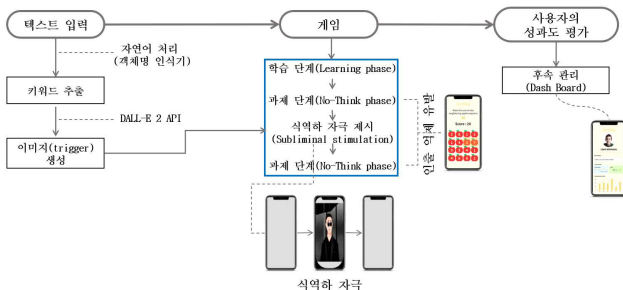 텍스트 입력
게임
사용자의
성과도 평가
자연어 처리
(객체명 인식기)
키워드 추출
DALL-E 2 API
이미지(trigger)
생성
학습 단계(Learning phase)
과제 단계(No-Think phase)
식역하 자극 제시
(Subliminal stimulation)
과제 단계(No-Think phase)
인출 억제 유발
후속 관리
(Dash Board)
식역하 자극